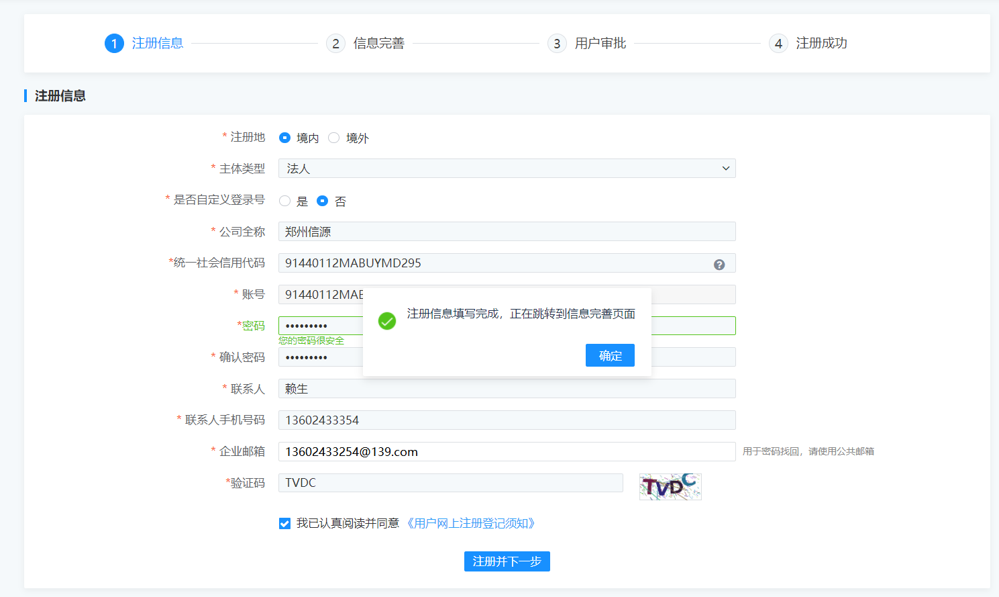 1 注册信息 2 信息完善 3 用户审批 4 注册成功
注册信息
* 注册地 境内 境外
* 主体类型 法人
* 是否自定义登录号 是 否
* 公司全称 郑州信源
*统一社会信用代码 91440112MABUYMD295 ?
* 账号 91440112MAB
注册信息填写完成，正在跳转到信息完善页面
*密码 •••••••••
您的密码很安全
确定
* 确认密码 •••••••••
* 联系人 赖生
* 联系人手机号码 13602433354
* 企业邮箱 13602433254@139.com 用于密码找回，请使用公共邮箱
*验证码 TVDC TVDC
我已认真阅读并同意 《用户网上注册登记须知》
注册并下一步